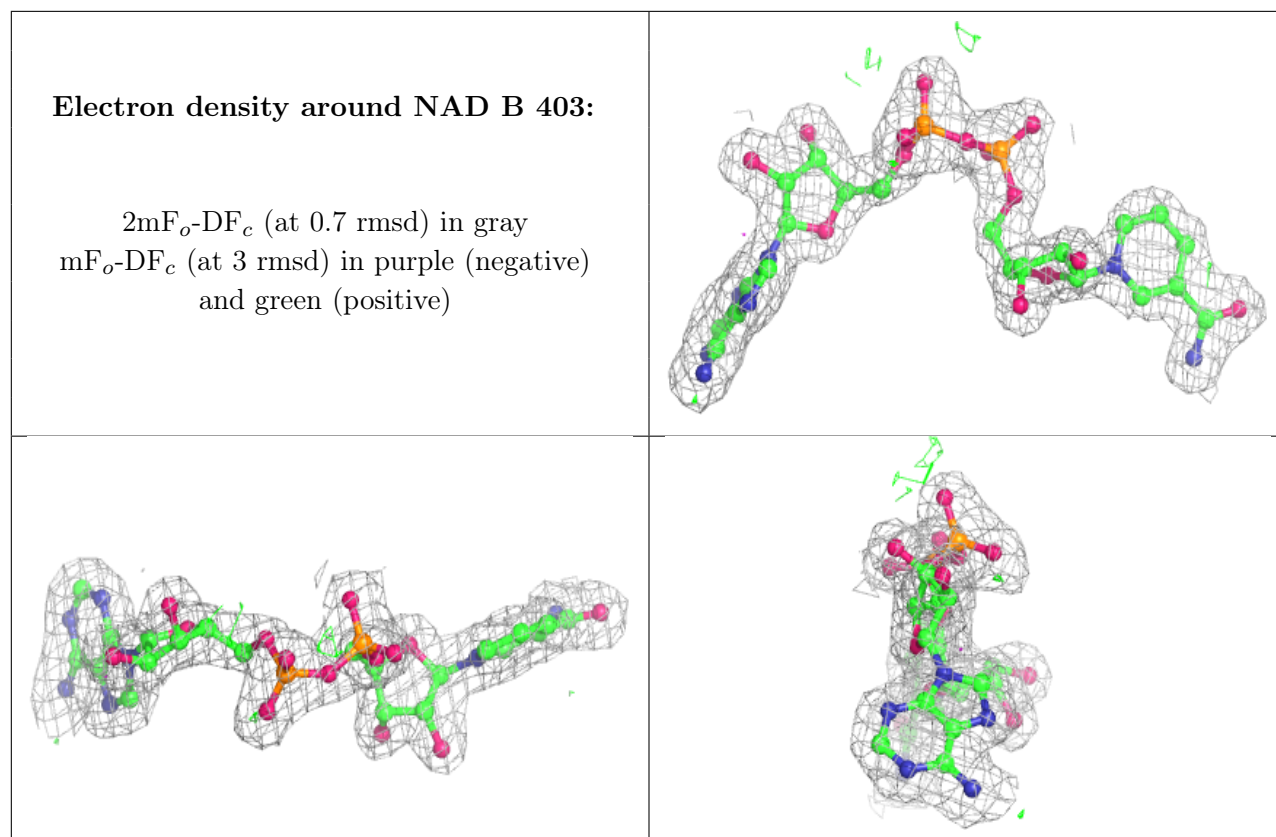 Electron density around NAD B 403:
2mFₒ-DF𝒸 (at 0.7 rmsd) in gray
mFₒ-DF𝒸 (at 3 rmsd) in purple (negative)
and green (positive)